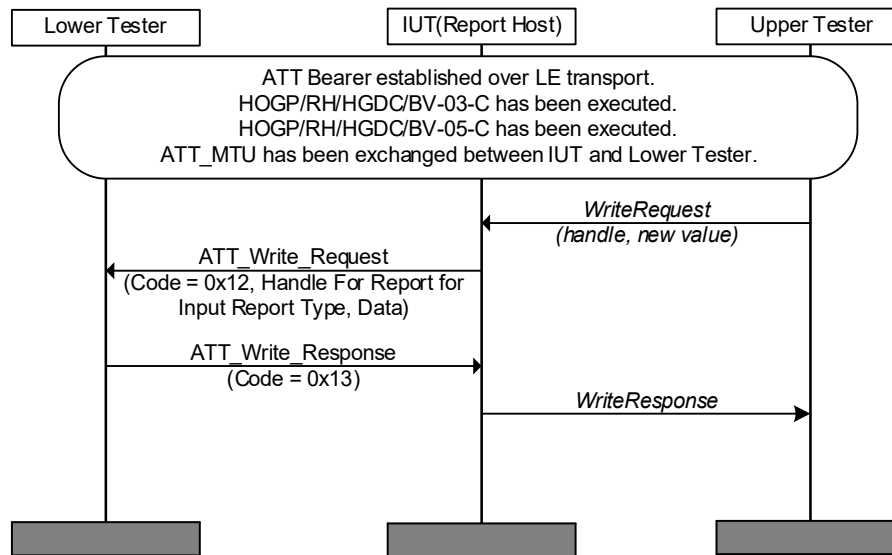 Lower Tester
IUT(Report Host)
Upper Tester
ATT Bearer established over LE transport.
HOGP/RH/HGDC/BV-03-C has been executed.
HOGP/RH/HGDC/BV-05-C has been executed.
ATT_MTU has been exchanged between IUT and Lower Tester.
WriteRequest
(handle, new value)
ATT_Write_Request
(Code = 0x12, Handle For Report for
Input Report Type, Data)
ATT_Write_Response
(Code = 0x13)
WriteResponse